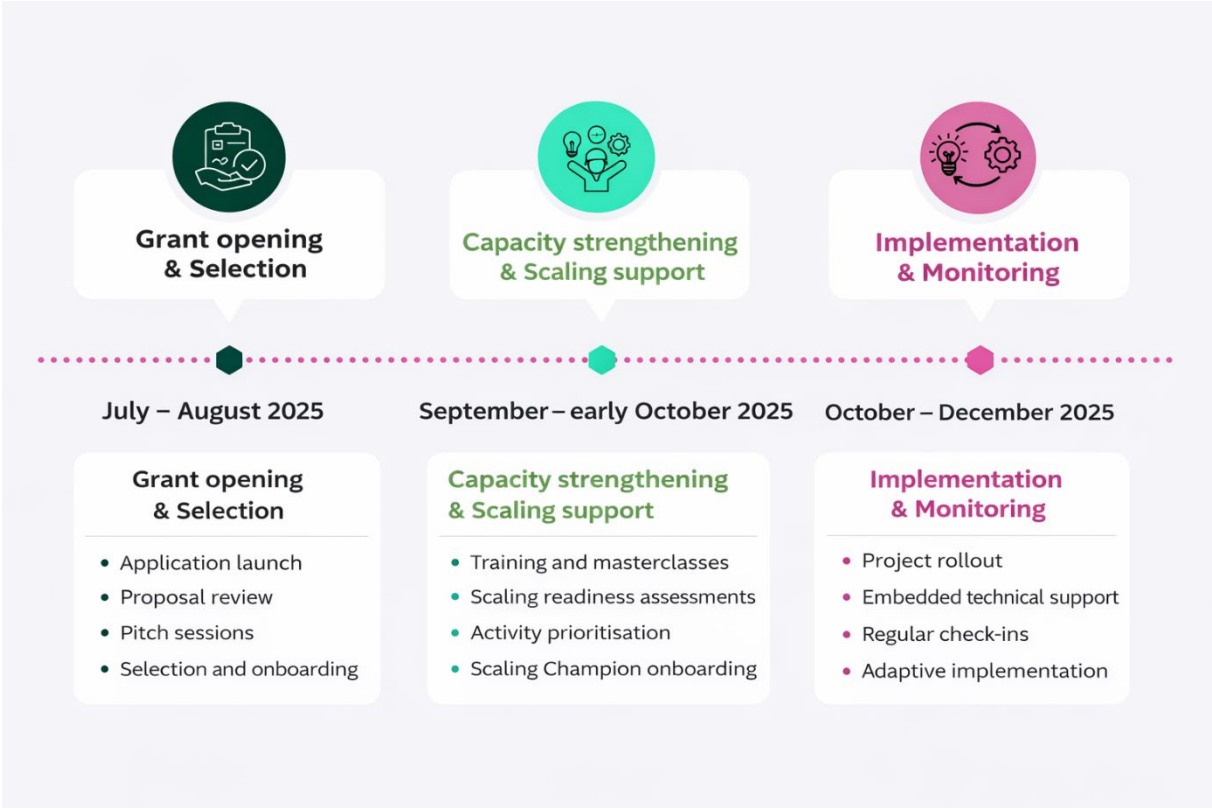 Grant opening
& Selection
Capacity strengthening
& Scaling support
Implementation
& Monitoring
July – August 2025
September – early October 2025
October – December 2025
Grant opening
& Selection
• Application launch
• Proposal review
• Pitch sessions
• Selection and onboarding
Capacity strengthening
& Scaling support
• Training and masterclasses
• Scaling readiness assessments
• Activity prioritisation
• Scaling Champion onboarding
Implementation
& Monitoring
• Project rollout
• Embedded technical support
• Regular check-ins
• Adaptive implementation